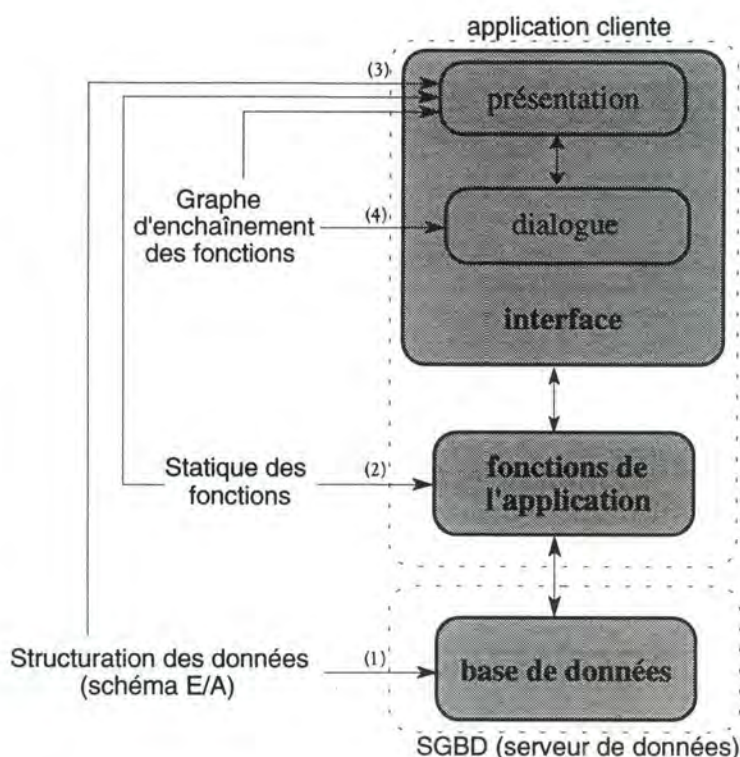 application cliente
(3)
présentation
Graphe
d'enchaînement
des fonctions
(4)
dialogue
interface
Statique des
fonctions
(2)
fonctions de
l'application
Structuration des données
(schéma E/A)
(1)
base de données
SGBD (serveur de données)